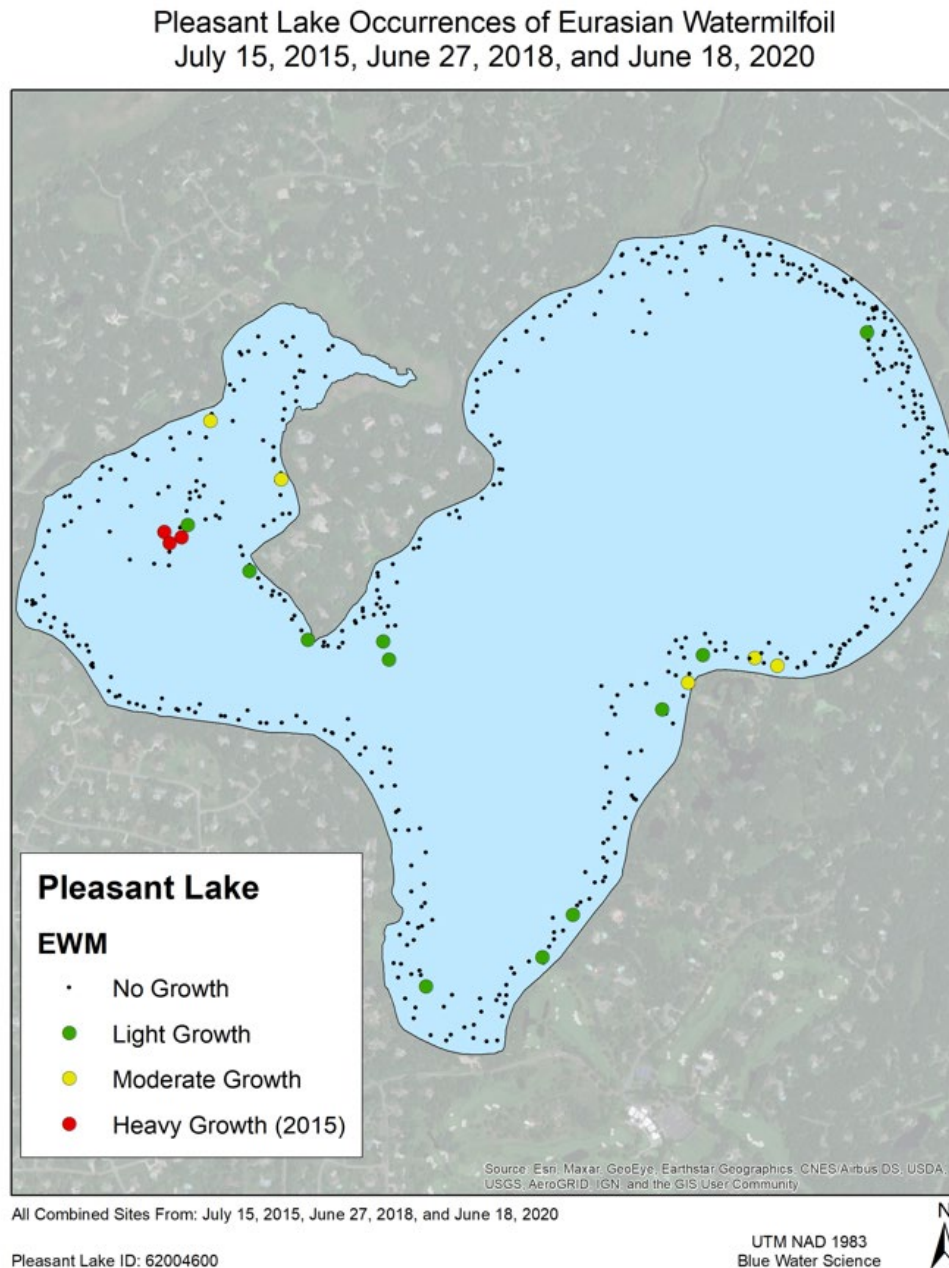 Pleasant Lake Occurrences of Eurasian Watermilfoil
July 15, 2015, June 27, 2018, and June 18, 2020
Pleasant Lake
EWM
No Growth
Light Growth
Moderate Growth
Heavy Growth (2015)
Source: Esri, Maxar, GeoEye, Earthstar Geographics, CNES/Airbus DS, USDA,
USGS, AeroGRID, IGN, and the GIS User Community
All Combined Sites From: July 15, 2015, June 27, 2018, and June 18, 2020
Pleasant Lake ID: 62004600
UTM NAD 1983
Blue Water Science
N